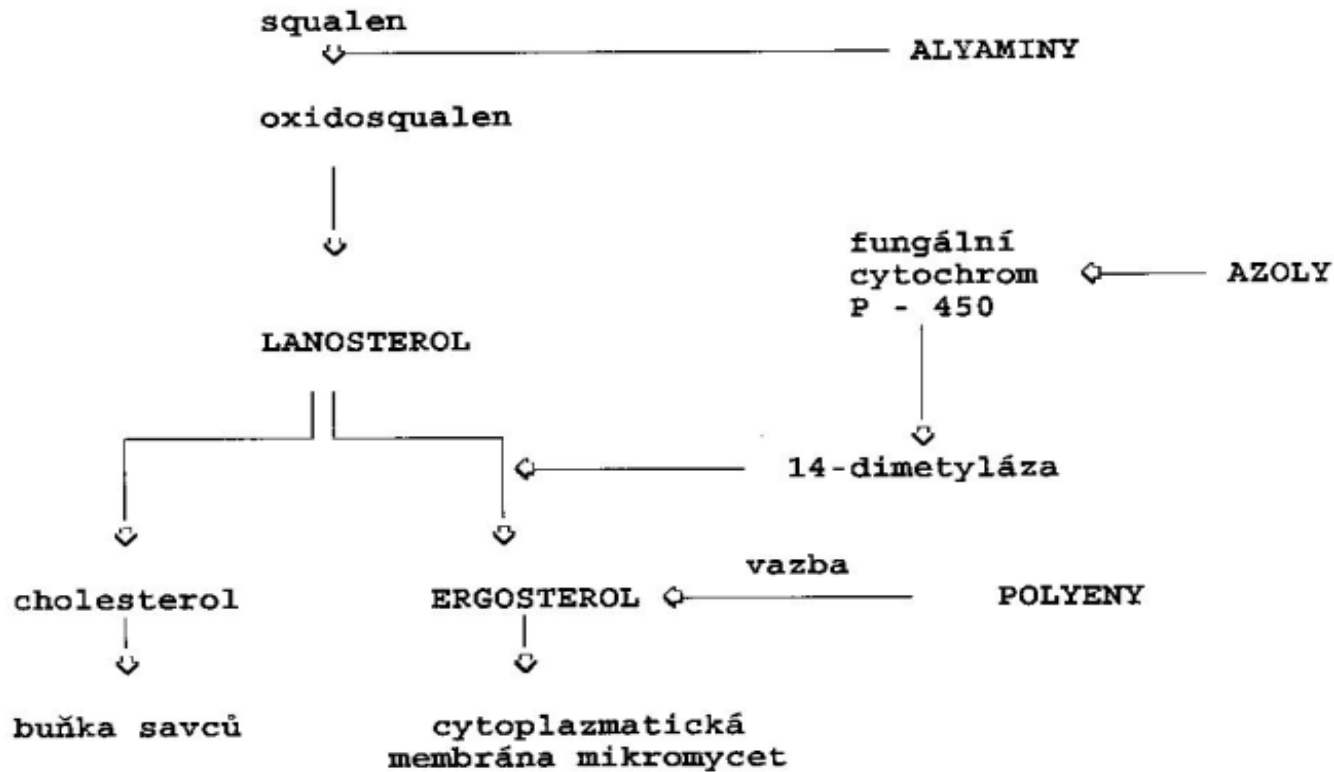 squalen
ALYAMINY
oxidosqualen
fungální
cytochrom
P - 450
AZOLY
LANOSTEROL
14-dimetyláza
vazba
cholesterol
ERGOSTEROL
POLYENY
buňka savců
cytoplazmatická
membrána mikromycet